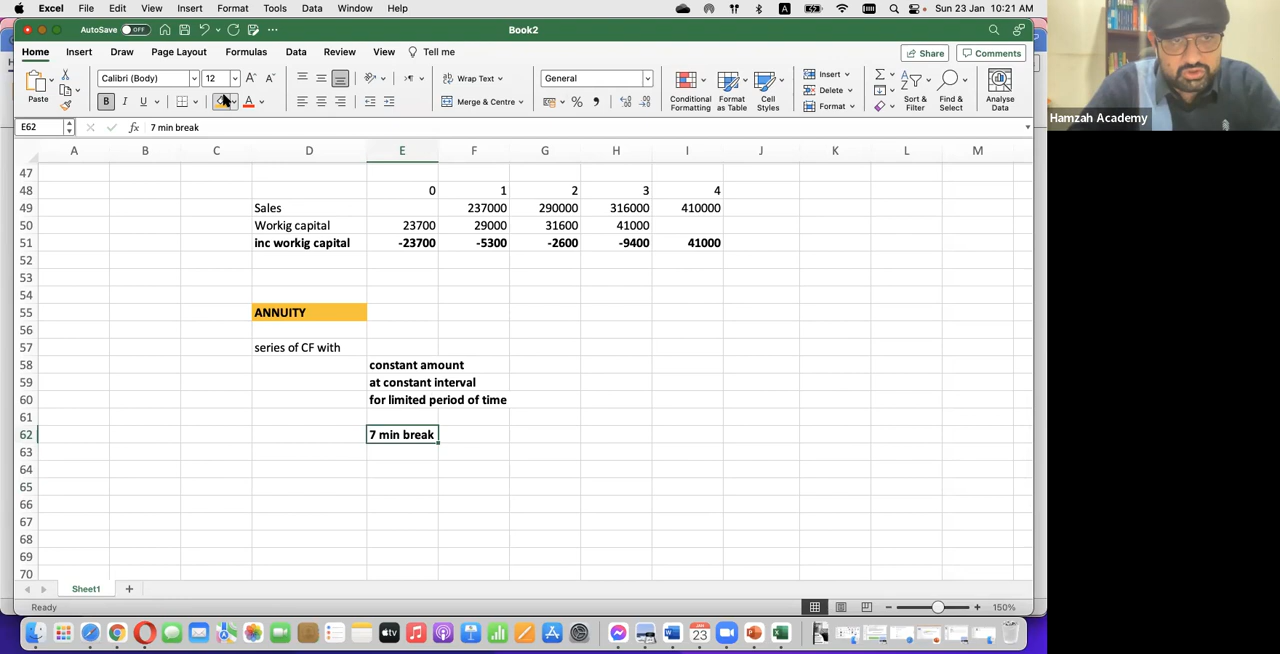 Excel File Edit View Insert Format Tools Data Window Help Sun 23 Jan 10:21 AM
AutoSave OFF Book2
Home Insert Draw Page Layout Formulas Data Review View Tell me Share Comments
Paste Calibri (Body) 12 Wrap Text General Conditional Formatting Format as Table Cell Styles Insert Sort & Filter Find & Select Analyse Data
B I U Merge & Centre Delete
Format
Hamzah Academy
E62 fx 7 min break
A B C D E F G H I J K L M
47
48 0 1 2 3 4
49 Sales 237000 290000 316000 410000
50 Workig capital 23700 29000 31600 41000
51 inc workig capital -23700 -5300 -2600 -9400 41000
52
53
54
55 ANNUITY
56
57 series of CF with
58 constant amount
59 at constant interval
60 for limited period of time
61
62 7 min break
63
64
65
66
67
68
69
70
Sheet1
Ready 150%